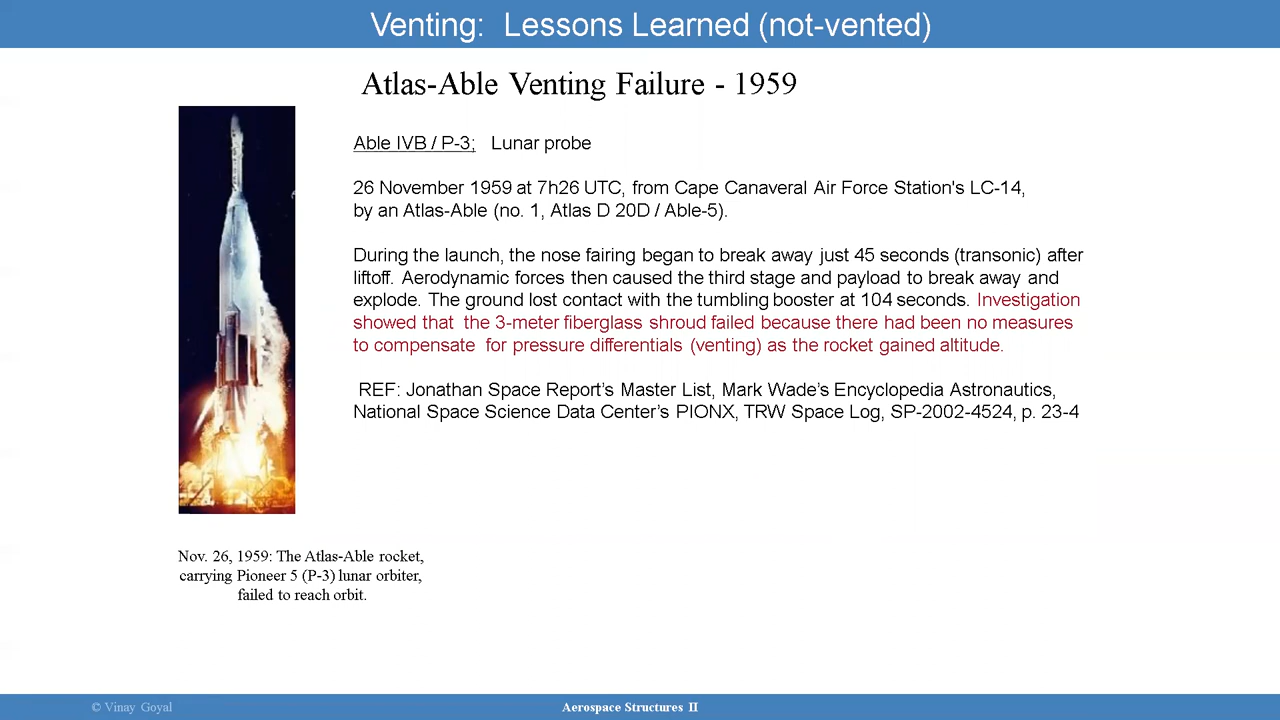 Venting: Lessons Learned (not-vented)
Atlas-Able Venting Failure - 1959
Able IVB / P-3; Lunar probe
26 November 1959 at 7h26 UTC, from Cape Canaveral Air Force Station's LC-14,
by an Atlas-Able (no. 1, Atlas D 20D / Able-5).
During the launch, the nose fairing began to break away just 45 seconds (transonic) after
liftoff. Aerodynamic forces then caused the third stage and payload to break away and
explode. The ground lost contact with the tumbling booster at 104 seconds. Investigation
showed that the 3-meter fiberglass shroud failed because there had been no measures
to compensate for pressure differentials (venting) as the rocket gained altitude.
REF: Jonathan Space Report's Master List, Mark Wade's Encyclopedia Astronautics,
National Space Science Data Center's PIONX, TRW Space Log, SP-2002-4524, p. 23-4
Nov. 26, 1959: The Atlas-Able rocket,
carrying Pioneer 5 (P-3) lunar orbiter,
failed to reach orbit.
© Vinay Goyal
Aerospace Structures II